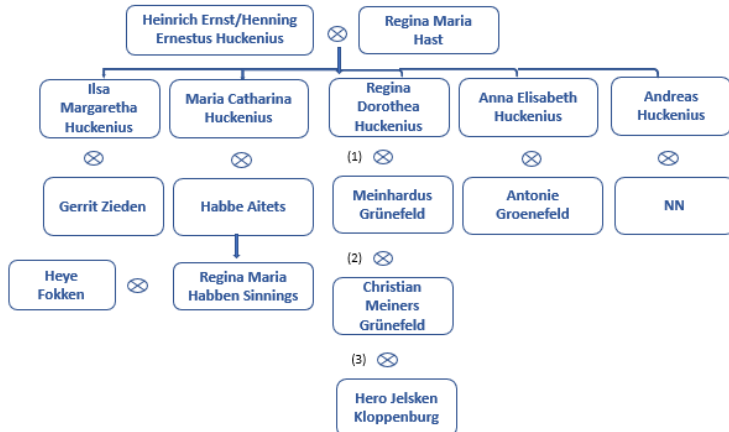 Heinrich Ernst/Henning
Ernestus Huckenius
Regina Maria
Hast
Ilsa
Margaretha
Huckenius
Maria Catharina
Huckenius
Regina
Dorothea
Huckenius
Anna Elisabeth
Huckenius
Andreas
Huckenius
(1)
Gerrit Zieden
Habbe Aitets
Meinhardus
Grünefeld
Antonie
Groenefeld
NN
(2)
Heye
Fokken
Regina Maria
Habben Sinnings
Christian
Meiners
Grünefeld
(3)
Hero Jelsken
Kloppenburg